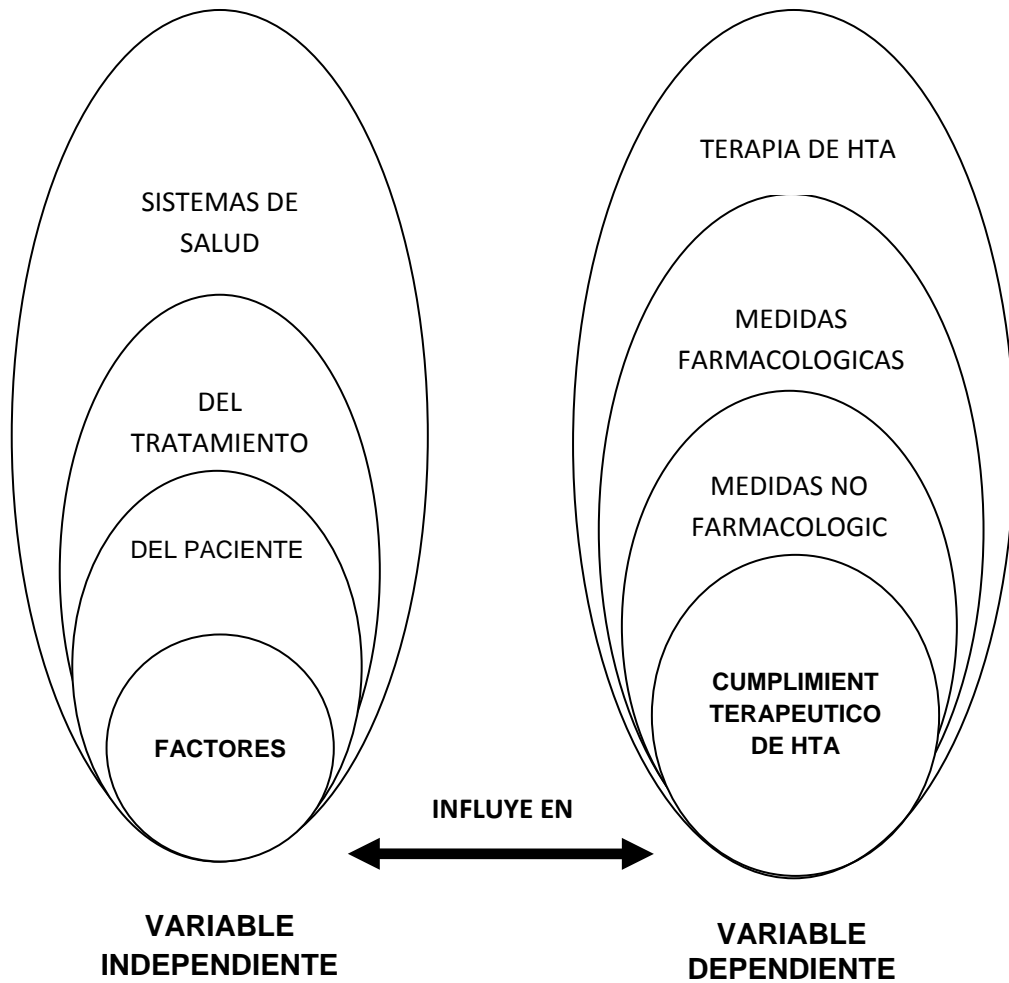 SISTEMAS DE
SALUD
DEL
TRATAMIENTO
DEL PACIENTE
FACTORES
INFLUYE EN
VARIABLE
INDEPENDIENTE
TERAPIA DE HTA
MEDIDAS
FARMACOLOGICAS
MEDIDAS NO
FARMACOLOGIC
CUMPLIMIENT
TERAPEUTICO
DE HTA
VARIABLE
DEPENDIENTE